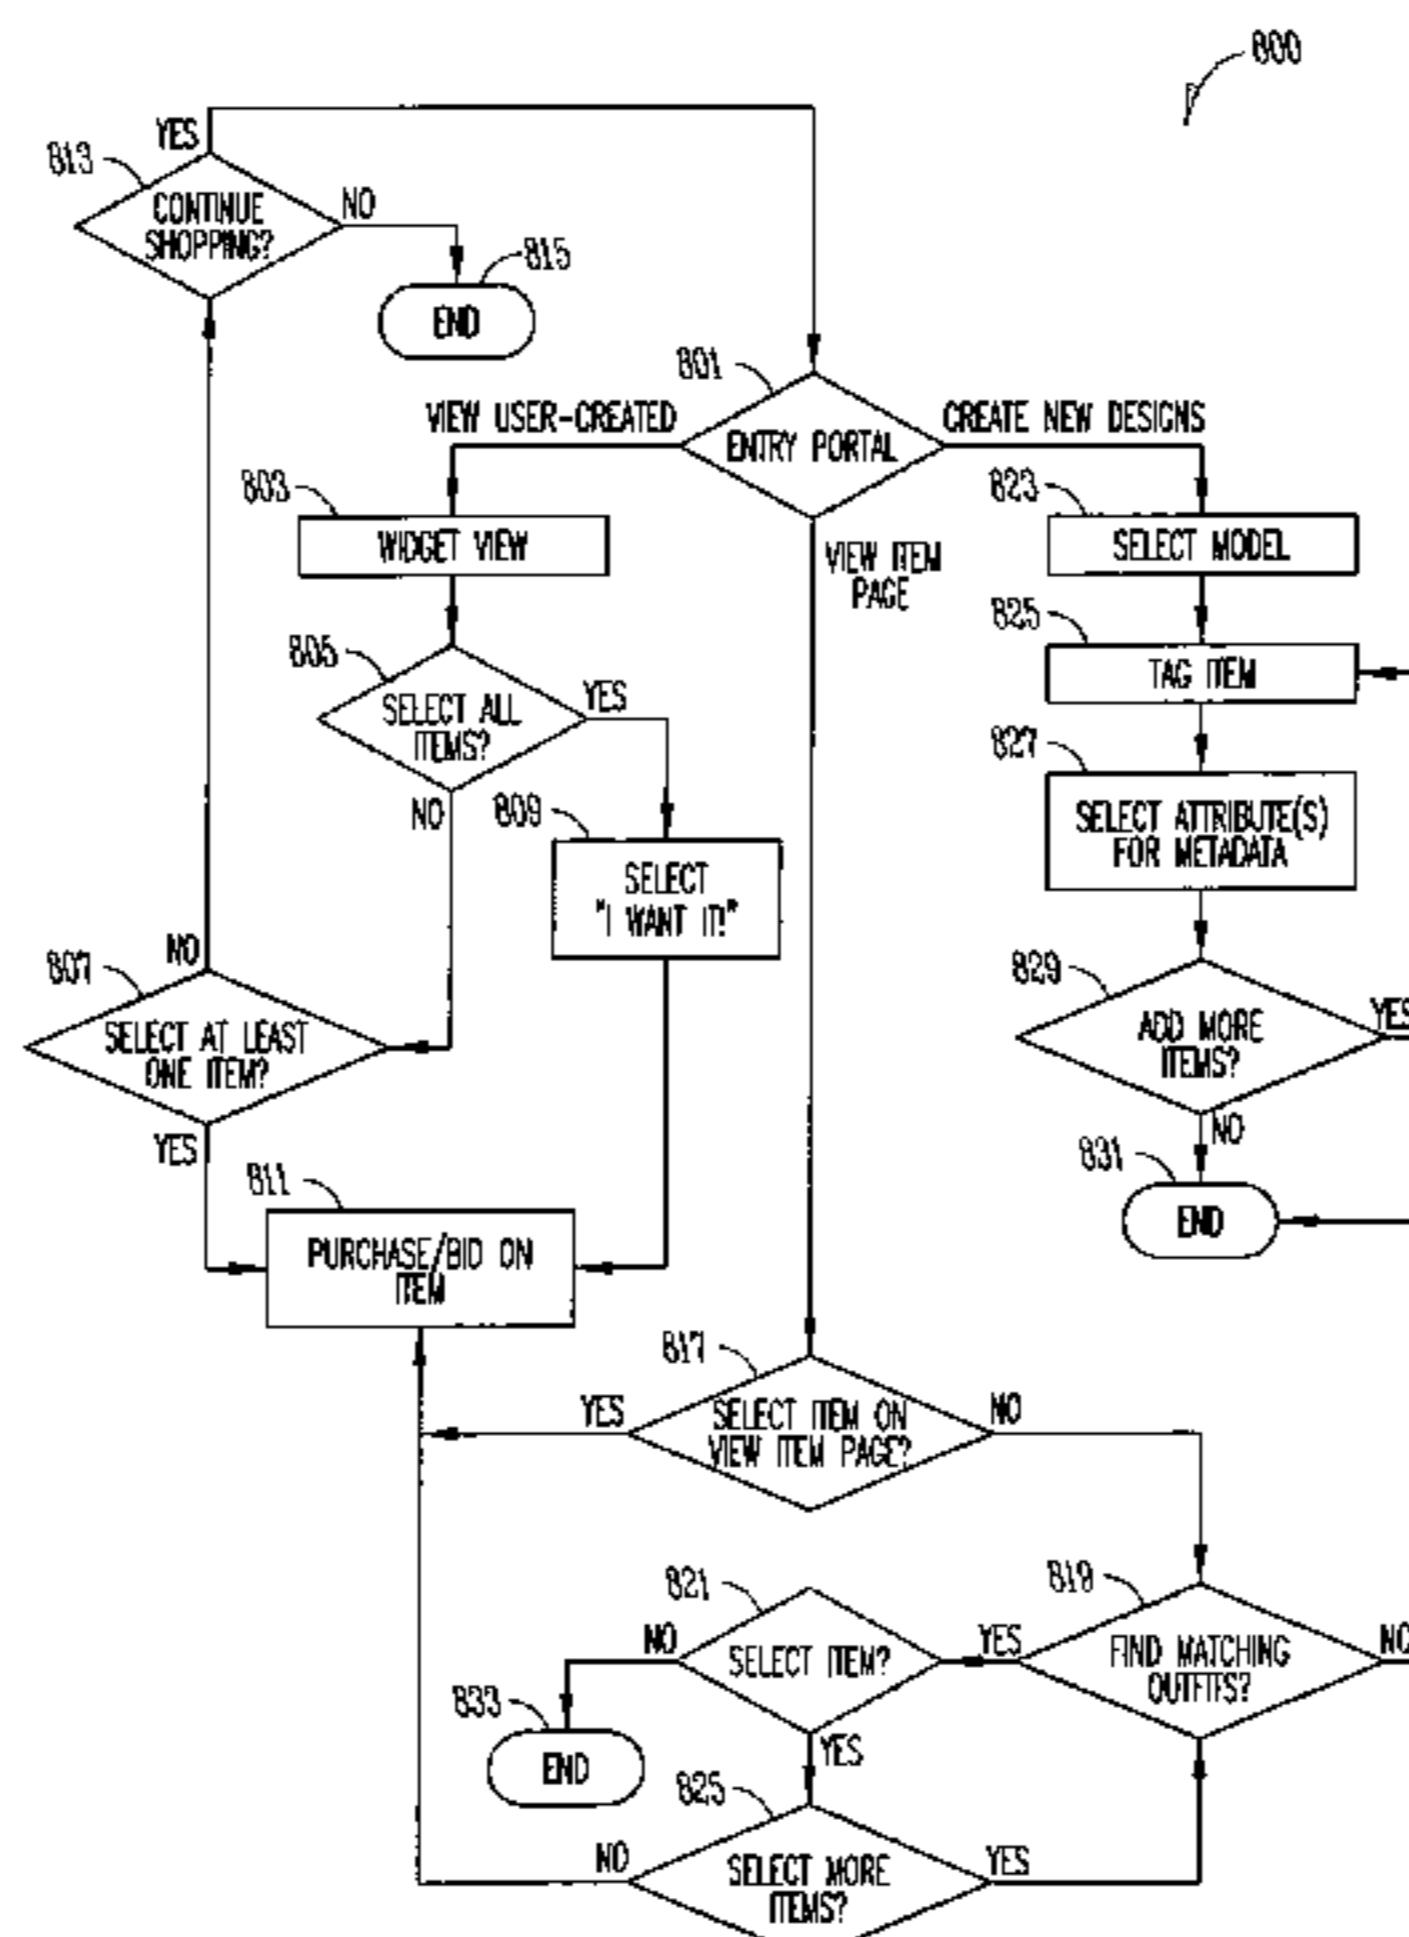 800
YES
813
CONTINUE
SHOPPING?
NO
815
END
801
VIEW USER-CREATED
ENTRY PORTAL
CREATE NEW DESIGNS
803
WIDGET VIEW
VIEW ITEM
PAGE
823
SELECT MODEL
825
TAG ITEM
805
SELECT ALL
ITEMS?
YES
NO
809
SELECT
"I WANT IT!"
827
SELECT ATTRIBUTE(S)
FOR METADATA
NO
807
SELECT AT LEAST
ONE ITEM?
YES
829
ADD MORE
ITEMS?
YES
NO
831
END
811
PURCHASE/BID ON
ITEM
817
YES
SELECT ITEM ON
VIEW ITEM PAGE?
NO
821
NO
SELECT ITEM?
YES
819
FIND MATCHING
OUTFITS?
NO
833
END
YES
825
NO
SELECT MORE
ITEMS?
YES